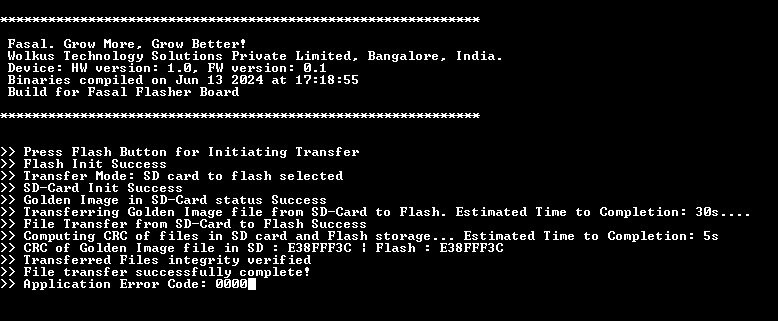 ************************************************************
Fasal. Grow More, Grow Better!
Wolkus Technology Solutions Private Limited, Bangalore, India.
Device: HW version: 1.0, FW version: 0.1
Binaries compiled on Jun 13 2024 at 17:18:55
Build for Fasal Flasher Board
************************************************************
>> Press Flash Button for Initiating Transfer
>> Flash Init Success
>> Transfer Mode: SD card to flash selected
>> SD-Card Init Success
>> Golden Image in SD-Card status Success
>> Transferring Golden Image file from SD-Card to Flash. Estimated Time to Completion: 30s....
>> File Transfer from SD-Card to Flash Success
>> Computing CRC of files in SD card and Flash storage... Estimated Time to Completion: 5s
>> CRC of Golden Image file in SD : E38FFF3C | Flash : E38FFF3C
>> Transferred Files integrity verified
>> File transfer successfully complete!
>> Application Error Code: 0000